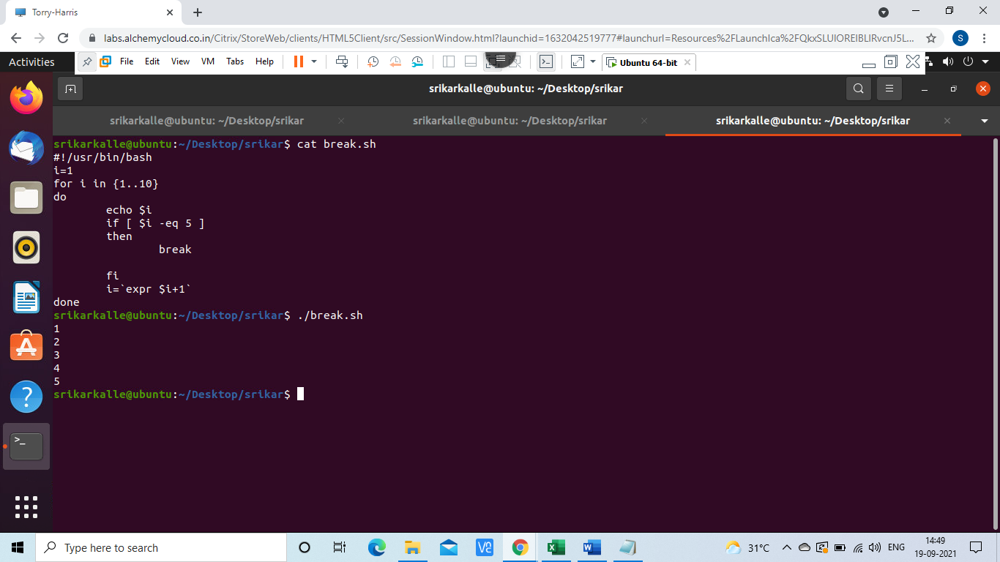 Torry-Harris
labs.alchemycloud.co.in/Citrix/StoreWeb/clients/HTML5Client/src/SessionWindow.html?launchid=1632042519777#launchurl=Resources%2FLaunchIca%2FQkxSLUlOREIBLIRvcnJ5L...
S
Activities
File Edit View VM Tabs Help
Ubuntu 64-bit
srikarkalle@ubuntu: ~/Desktop/srikar
srikarkalle@ubuntu: ~/Desktop/srikar srikarkalle@ubuntu: ~/Desktop/srikar srikarkalle@ubuntu: ~/Desktop/srikar
srikarkalle@ubuntu:~/Desktop/srikar$ cat break.sh
#!/usr/bin/bash
i=1
for i in {1..10}
do
        echo $i
        if [ $i -eq 5 ]
        then
                break
        fi
        i=`expr $i+1`
done
srikarkalle@ubuntu:~/Desktop/srikar$ ./break.sh
1
2
3
4
5
srikarkalle@ubuntu:~/Desktop/srikar$
Type here to search
31°C
ENG
14:49
19-09-2021